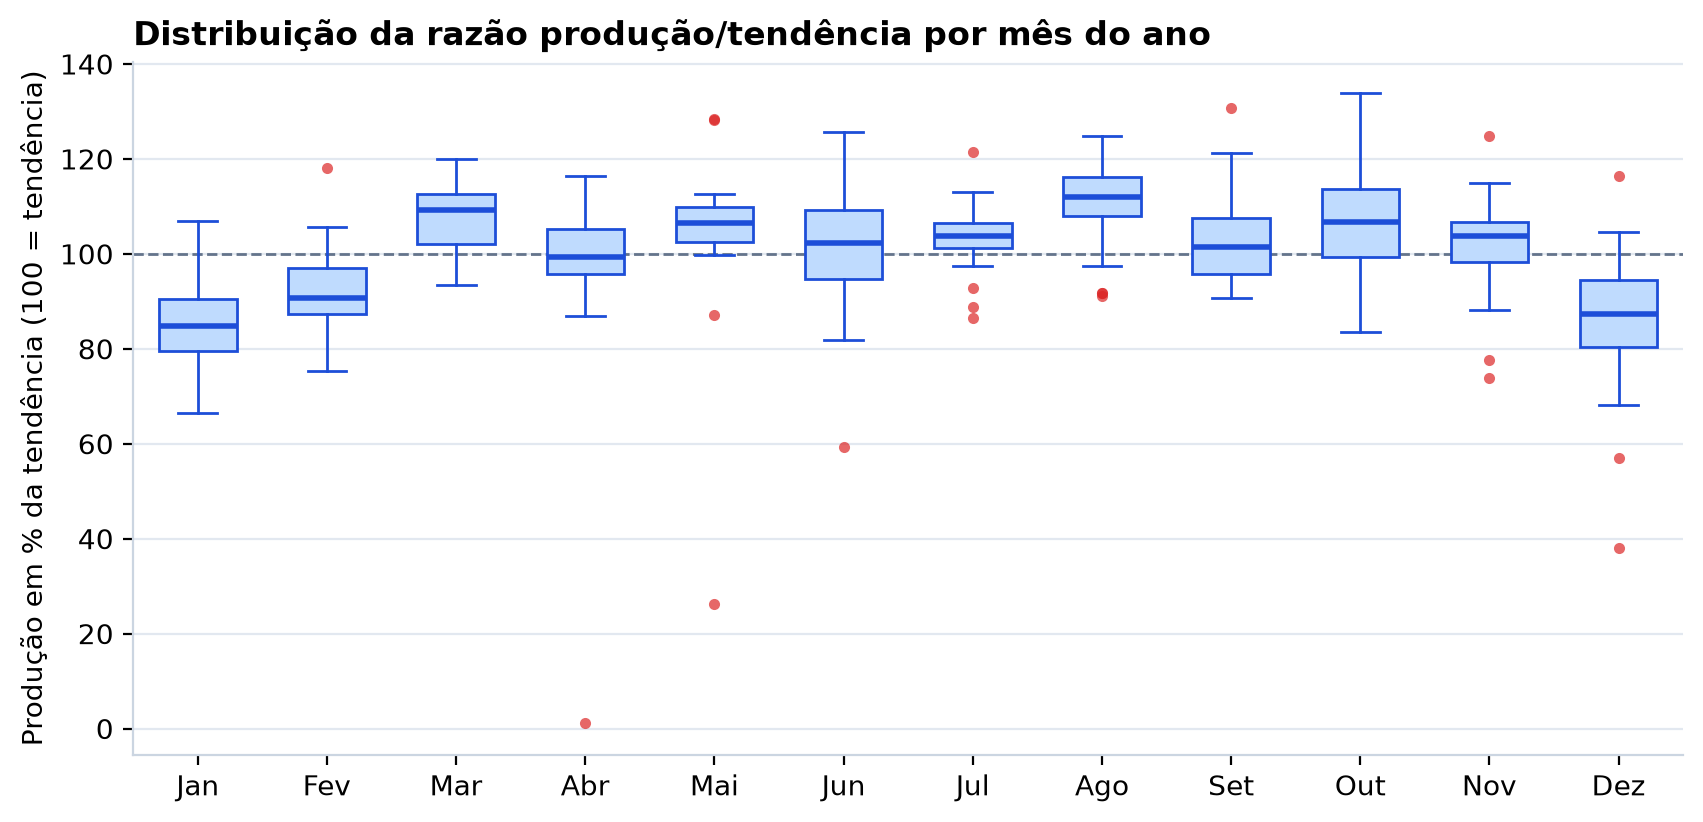 Distribuição da razão produção/tendência por mês do ano
Produção em % da tendência (100 = tendência)
140
120
100
80
60
40
20
0
Jan Fev Mar Abr Mai Jun Jul Ago Set Out Nov Dez